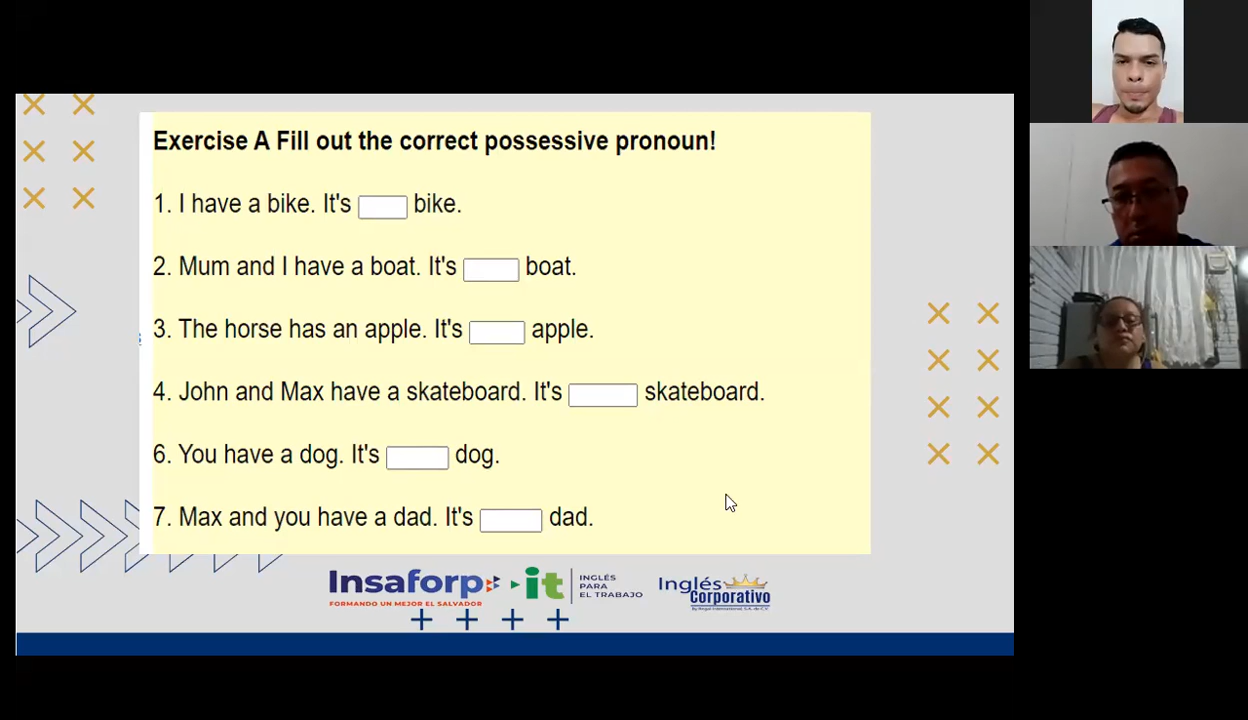 Exercise A Fill out the correct possessive pronoun!
1. I have a bike. It's bike.
2. Mum and I have a boat. It's boat.
3. The horse has an apple. It's apple.
4. John and Max have a skateboard. It's skateboard.
6. You have a dog. It's dog.
7. Max and you have a dad. It's dad.
Insaforp
FORMANDO UN MEJOR EL SALVADOR
it
INGLÉS
PARA
EL TRABAJO
Inglés
Corporativo